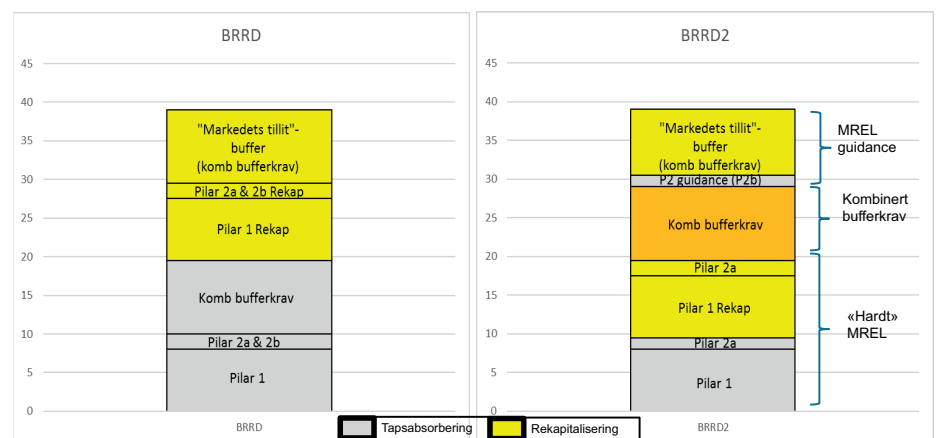 BRRD
45
40
35
30
25
20
15
10
5
0
"Markedets tillit"-
buffer
(komb bufferkrav)
Pilar 2a & 2b Rekap
Pilar 1 Rekap
Komb bufferkrav
Pilar 2a & 2b
Pilar 1
BRRD
BRRD2
45
40
35
30
25
20
15
10
5
0
"Markedets tillit"-
buffer
(komb bufferkrav)
P2 guidance (P2b)
Komb bufferkrav
Pilar 2a
Pilar 1 Rekap
Pilar 2a
Pilar 1
BRRD2
MREL
guidance
Kombinert
bufferkrav
«Hardt»
MREL
Tapsabsorbering
Rekapitalisering